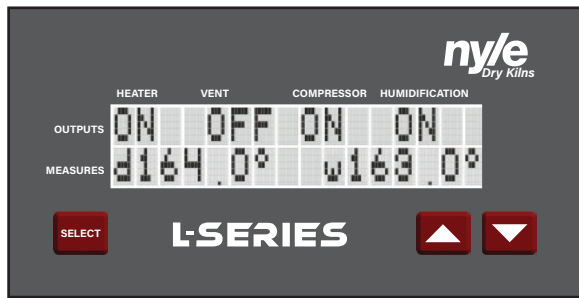 nyle
Dry Kilns
HEATER VENT COMPRESSOR HUMIDIFICATION
OUTPUTS ON OFF ON ON
MEASURES d164.0° w163.0°
SELECT L-SERIES